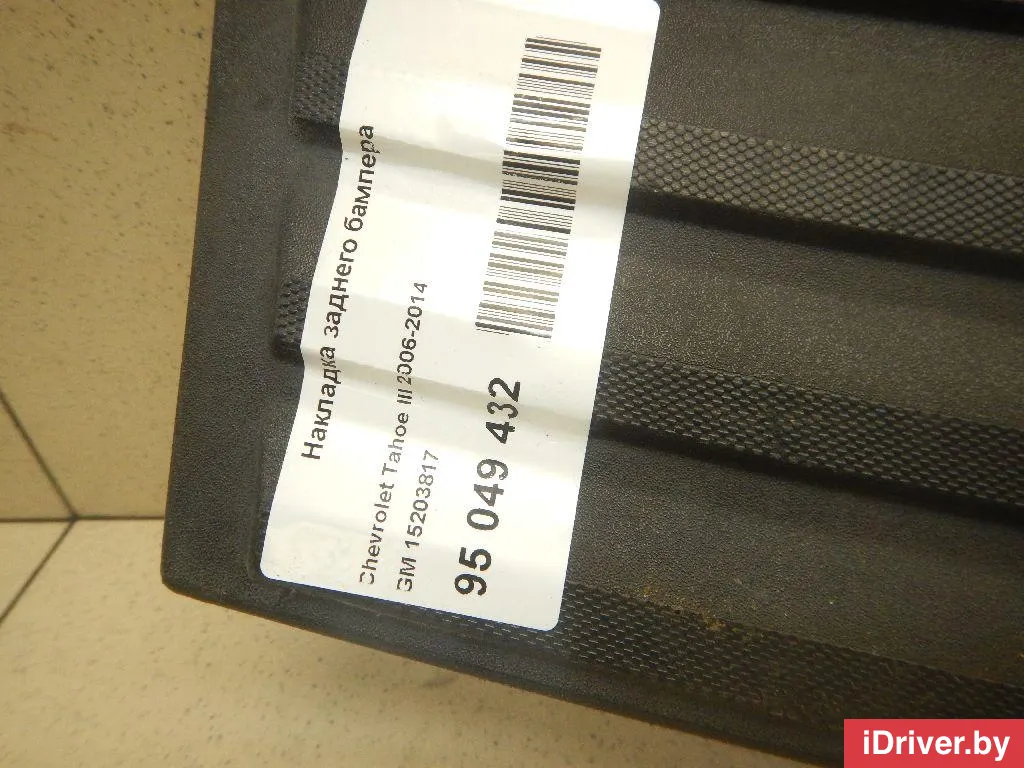 Накладка заднего бампера
Chevrolet Tahoe III 2006-2014
GM 15203817
95 049 432
iDriver.by